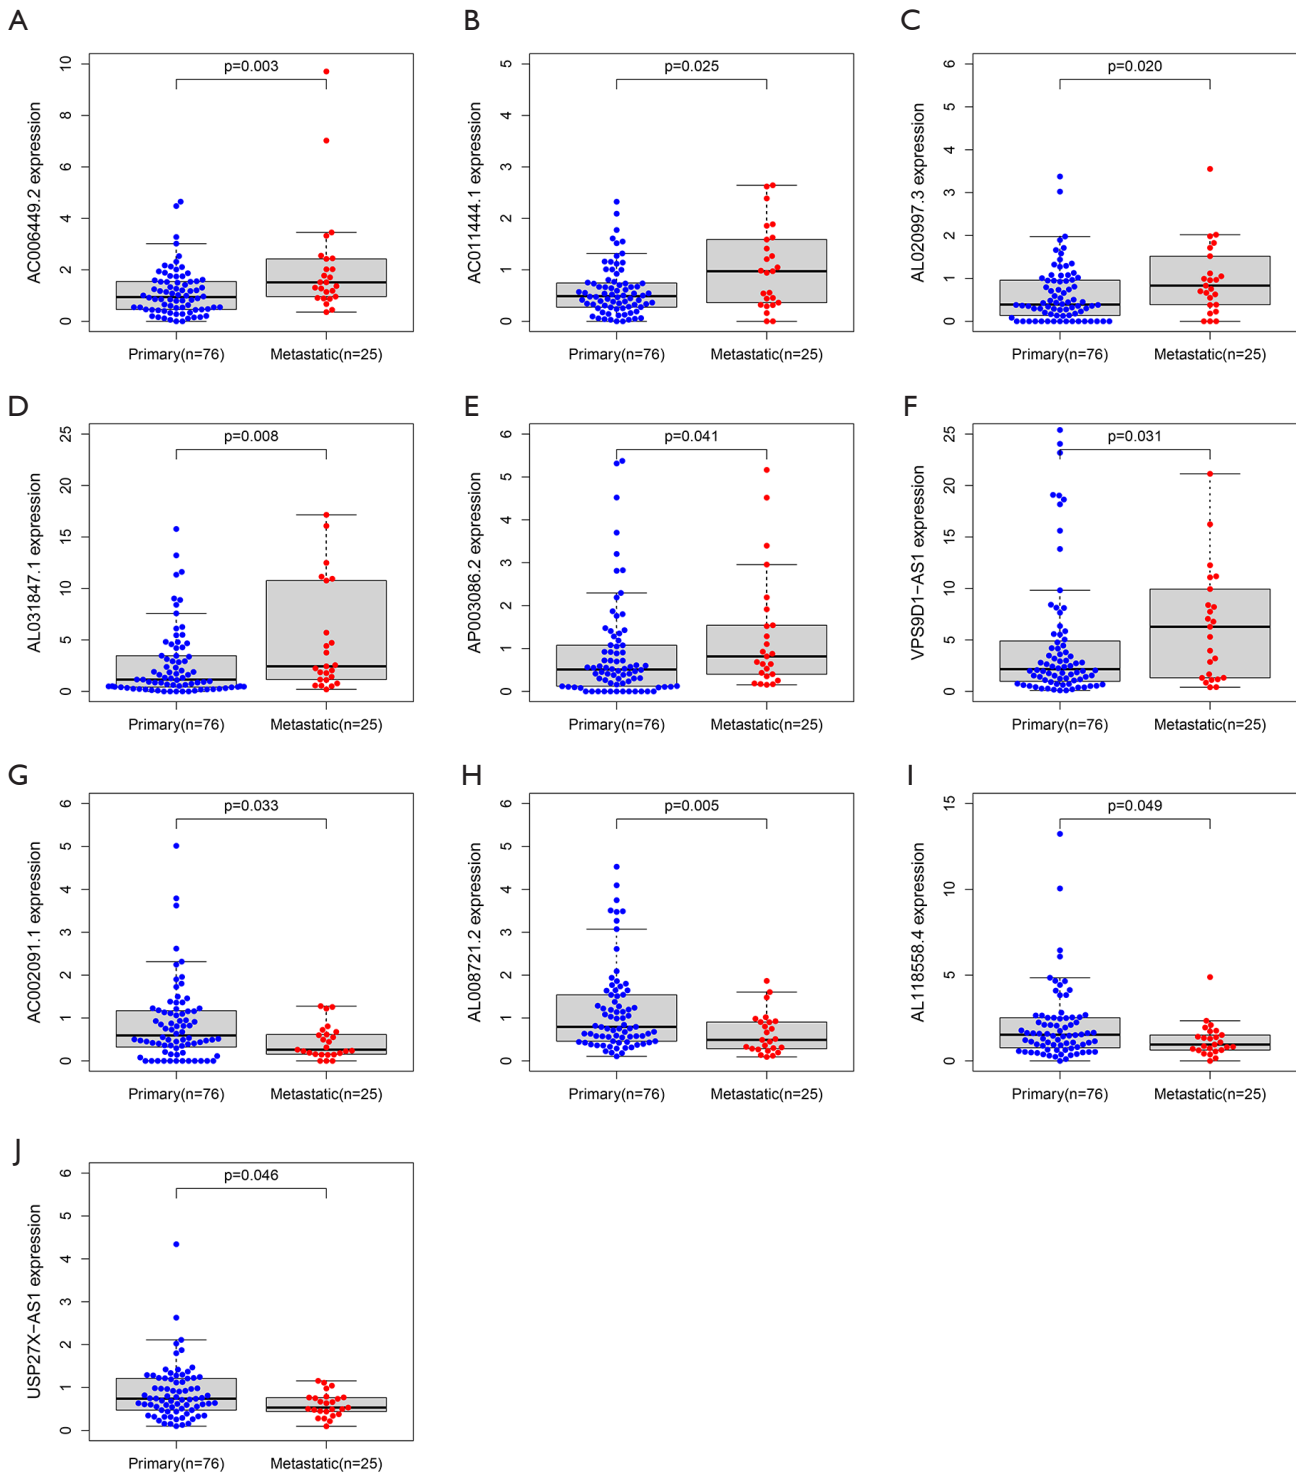 A
AC006449.2 expression
10
8
6
4
2
0
p=0.003
Primary(n=76)
Metastatic(n=25)
B
AC011444.1 expression
5
4
3
2
1
0
p=0.025
Primary(n=76)
Metastatic(n=25)
C
AL020997.3 expression
6
5
4
3
2
1
0
p=0.020
Primary(n=76)
Metastatic(n=25)
D
AL031847.1 expression
25
20
15
10
5
0
p=0.008
Primary(n=76)
Metastatic(n=25)
E
AP003086.2 expression
6
5
4
3
2
1
0
p=0.041
Primary(n=76)
Metastatic(n=25)
F
VPS9D1−AS1 expression
25
20
15
10
5
0
p=0.031
Primary(n=76)
Metastatic(n=25)
G
AC002091.1 expression
6
5
4
3
2
1
0
p=0.033
Primary(n=76)
Metastatic(n=25)
H
AL008721.2 expression
6
5
4
3
2
1
0
p=0.005
Primary(n=76)
Metastatic(n=25)
I
AL118558.4 expression
15
10
5
0
p=0.049
Primary(n=76)
Metastatic(n=25)
J
USP27X−AS1 expression
6
5
4
3
2
1
0
p=0.046
Primary(n=76)
Metastatic(n=25)